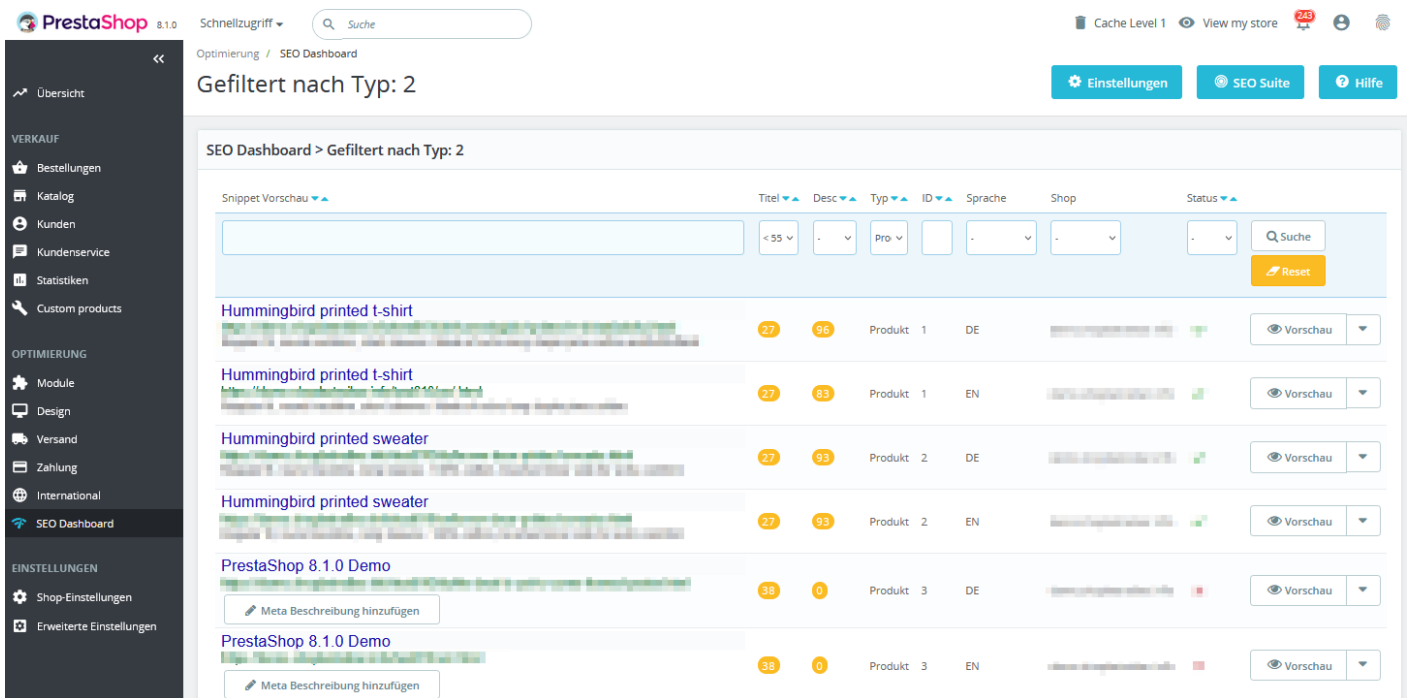 PrestaShop 8.1.0 Schnellzugriff Suche Cache Level 1 View my store 243
Optimierung / SEO Dashboard
Gefiltert nach Typ: 2
Einstellungen SEO Suite Hilfe
Übersicht
VERKAUF
Bestellungen
Katalog
Kunden
Kundenservice
Statistiken
Custom products
OPTIMIERUNG
Module
Design
Versand
Zahlung
International
SEO Dashboard
EINSTELLUNGEN
Shop-Einstellungen
Erweiterte Einstellungen
SEO Dashboard > Gefiltert nach Typ: 2
Snippet Vorschau Titel Desc Typ ID Sprache Shop Status
< 55 - Pro - - - Suche
Reset
Hummingbird printed t-shirt
27 96 Produkt 1 DE Vorschau
Hummingbird printed t-shirt
27 83 Produkt 1 EN Vorschau
Hummingbird printed sweater
27 93 Produkt 2 DE Vorschau
Hummingbird printed sweater
27 93 Produkt 2 EN Vorschau
PrestaShop 8.1.0 Demo
38 0 Produkt 3 DE Vorschau
Meta Beschreibung hinzufügen
PrestaShop 8.1.0 Demo
38 0 Produkt 3 EN Vorschau
Meta Beschreibung hinzufügen